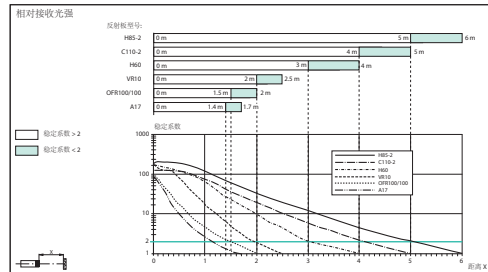 相对接收光强
反射板型号:
H85-2 0 m 5 m 6 m
C110-2 0 m 4 m 5 m
H60 0 m 3 m 4 m
VR10 0 m 2 m 2.5 m
OFR100/100 0 m 1.5 m 2 m
A17 0 m 1.4 m 1.7 m
稳定系数 > 2
稳定系数 < 2
稳定系数
1000
100
10
2
1
H85-2
C110-2
H60
VR10
OFR100/100
A17
0 1 2 3 4 5 6
距离 X
X